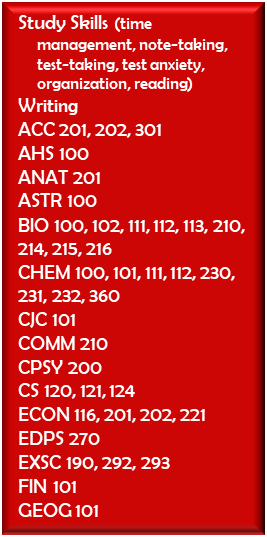 Study Skills (time
management, note-taking,
test-taking, test anxiety,
organization, reading)
Writing
ACC 201, 202, 301
AHS 100
ANAT 201
ASTR 100
BIO 100, 102, 111, 112, 113, 210,
214, 215, 216
CHEM 100, 101, 111, 112, 230,
231, 232, 360
CJC 101
COMM 210
CPSY 200
CS 120, 121, 124
ECON 116, 201, 202, 221
EDPS 270
EXSC 190, 292, 293
FIN 101
GEOG 101